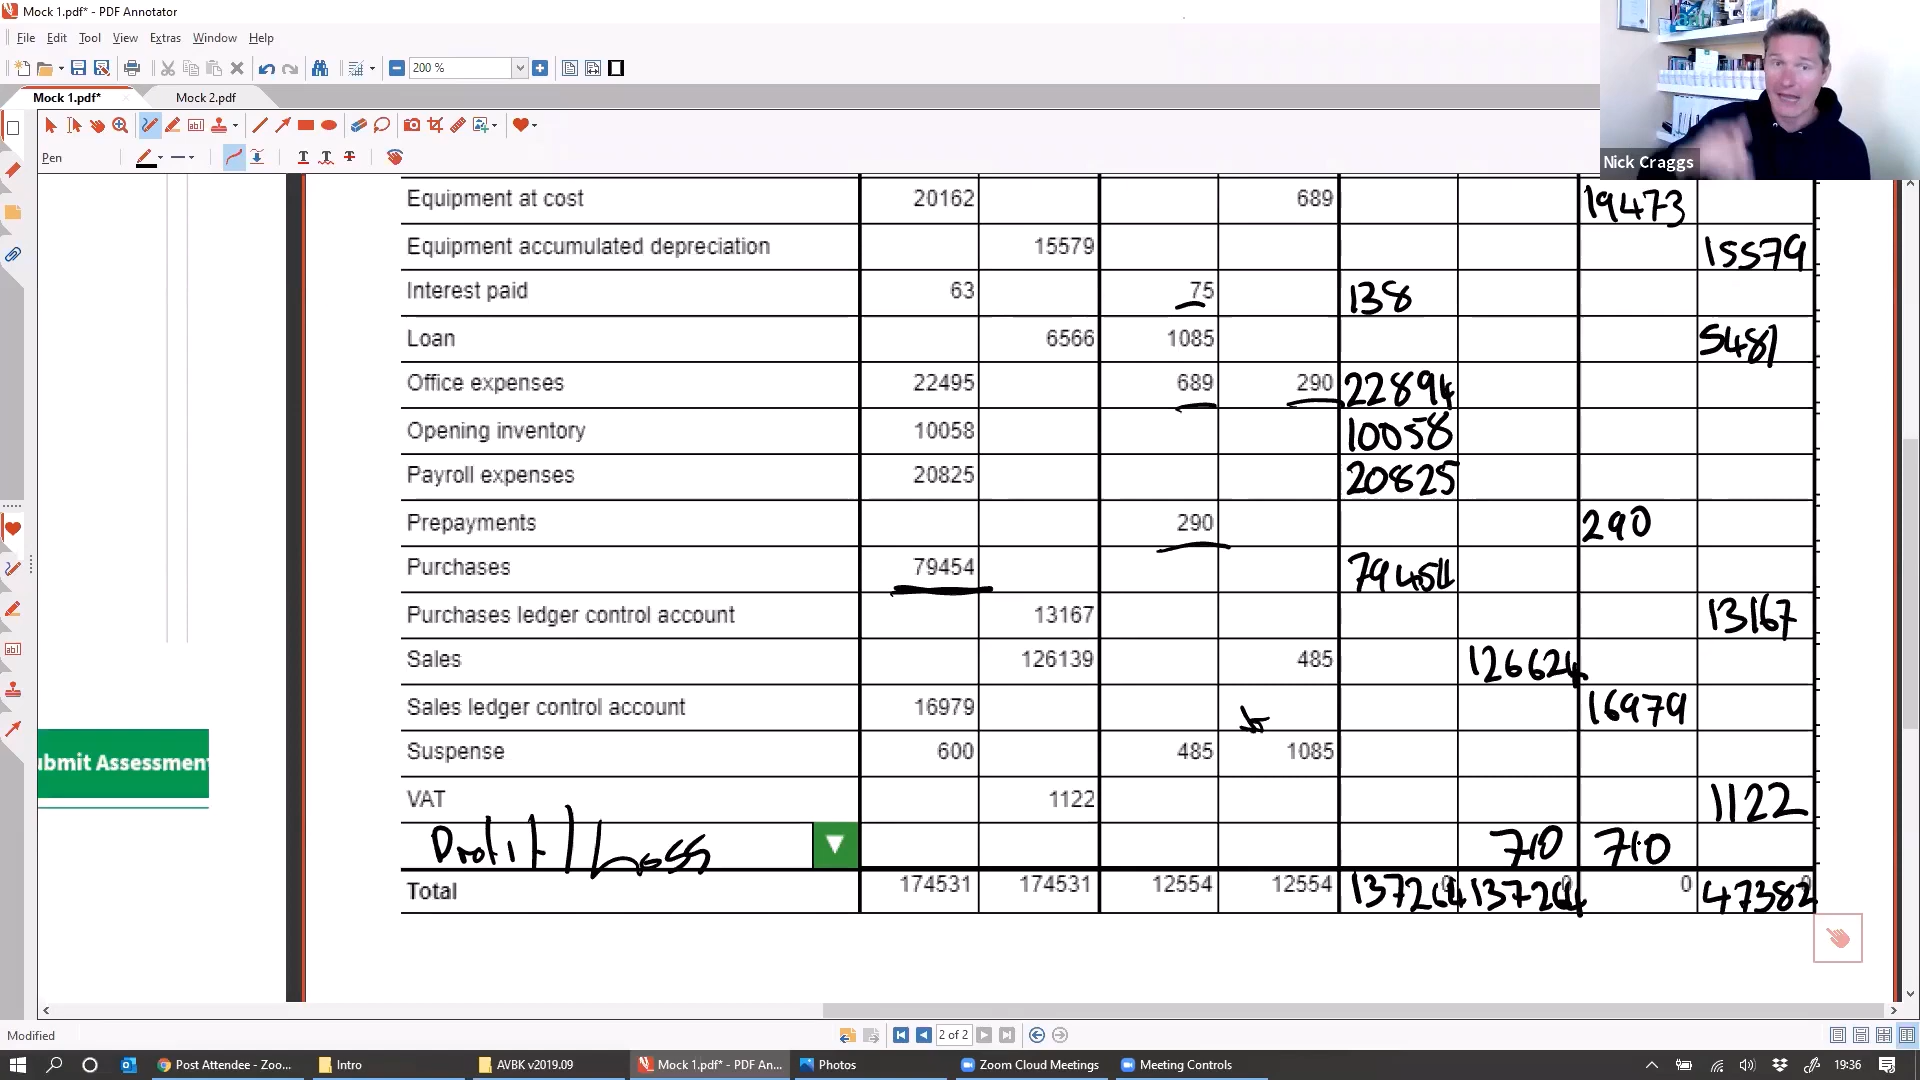 Mock 1.pdf* - PDF Annotator
File Edit Tool View Extras Window Help
200 %
Mock 1.pdf* Mock 2.pdf
Pen
Nick Craggs
Equipment at cost 20162 689 19473
Equipment accumulated depreciation 15579 15579
Interest paid 63 75 138
Loan 6566 1085 5481
Office expenses 22495 689 290 22894
Opening inventory 10058 10058
Payroll expenses 20825 20825
Prepayments 290 290
Purchases 79454 79454
Purchases ledger control account 13167 13167
Sales 126139 485 126624
Sales ledger control account 16979 16979
Suspense 600 485 1085
ubmit Assessment
VAT 1122 1122
Profit / Loss 710 710
Total 174531 174531 12554 12554 137264 137264 0 47382
Modified
2 of 2
Post Attendee - Zoo... Intro AVBK v2019.09 Mock 1.pdf* - PDF An... Photos Zoom Cloud Meetings Meeting Controls 19:36